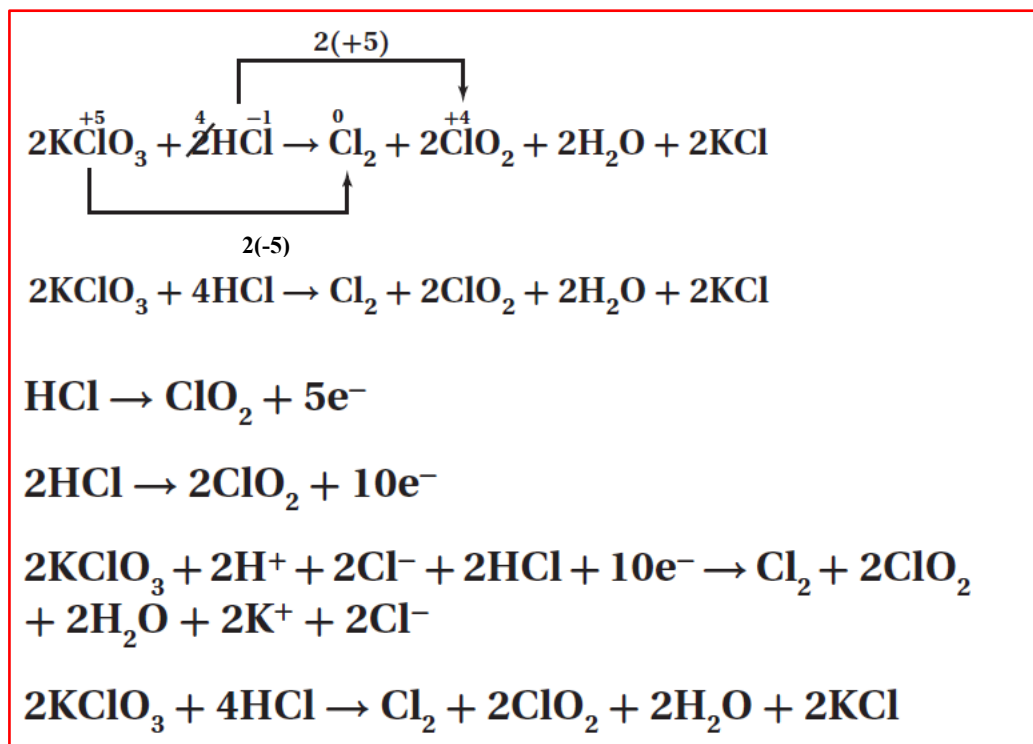 2(+5)
+5 4 −1 0 +4
2KClO₃ + 2HCl → Cl₂ + 2ClO₂ + 2H₂O + 2KCl
2(-5)
2KClO₃ + 4HCl → Cl₂ + 2ClO₂ + 2H₂O + 2KCl
HCl → ClO₂ + 5e⁻
2HCl → 2ClO₂ + 10e⁻
2KClO₃ + 2H⁺ + 2Cl⁻ + 2HCl + 10e⁻ → Cl₂ + 2ClO₂
+ 2H₂O + 2K⁺ + 2Cl⁻
2KClO₃ + 4HCl → Cl₂ + 2ClO₂ + 2H₂O + 2KCl